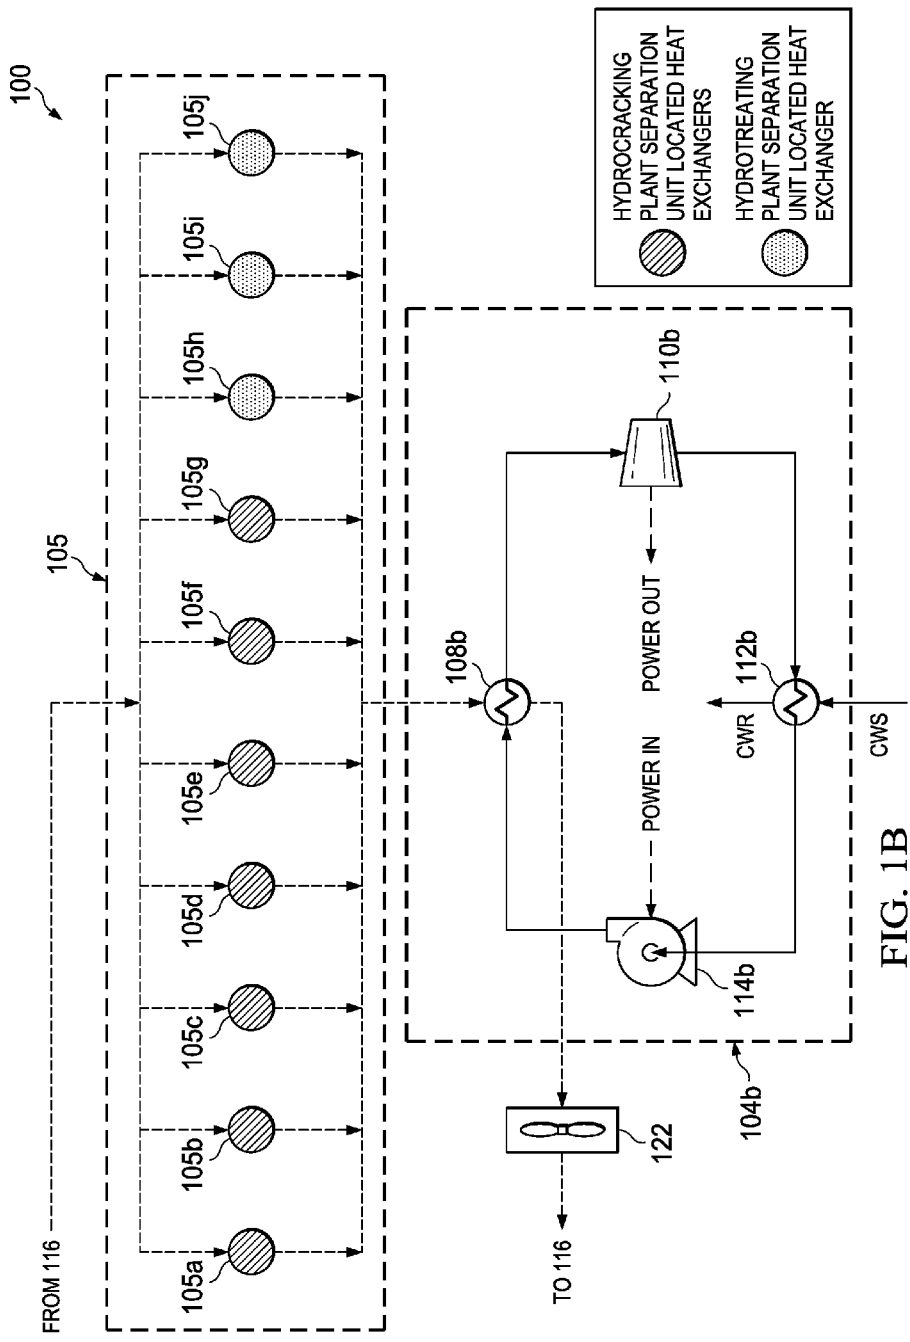 100
105
FROM 116
105a
105b
105c
105d
105e
105f
105g
105h
105i
105j
108b
110b
POWER IN
POWER OUT
112b
CWR
CWS
114b
104b
122
TO 116
HYDROCRACKING
PLANT SEPARATION
UNIT LOCATED HEAT
EXCHANGERS
HYDROTREATING
PLANT SEPARATION
UNIT LOCATED HEAT
EXCHANGER
FIG. 1B